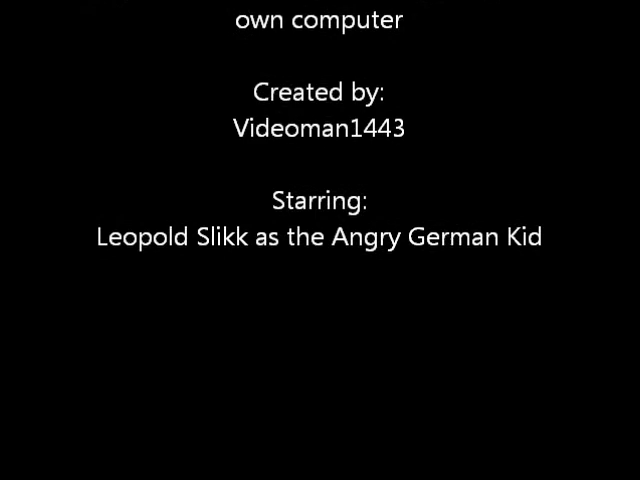 own computer
Created by:
Videoman1443
Starring:
Leopold Slikk as the Angry German Kid